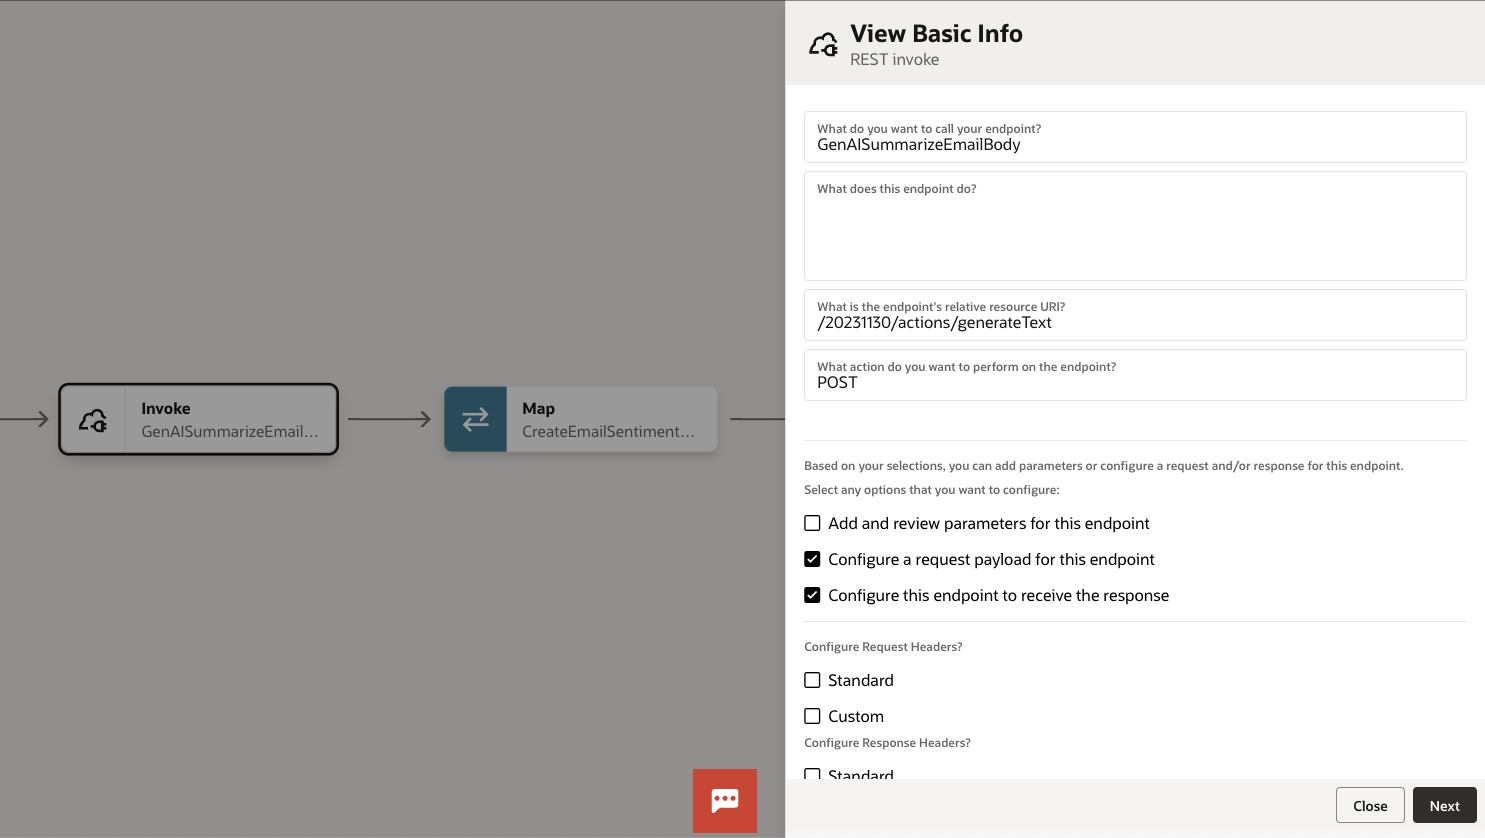 View Basic Info
REST invoke
What do you want to call your endpoint?
GenAISummarizeEmailBody
What does this endpoint do?
What is the endpoint's relative resource URI?
/20231130/actions/generateText
What action do you want to perform on the endpoint?
POST
Invoke
GenAISummarizeEmail...
Map
CreateEmailSentiment...
Based on your selections, you can add parameters or configure a request and/or response for this endpoint.
Select any options that you want to configure:
Add and review parameters for this endpoint
Configure a request payload for this endpoint
Configure this endpoint to receive the response
Configure Request Headers?
Standard
Custom
Configure Response Headers?
Standard
Close
Next